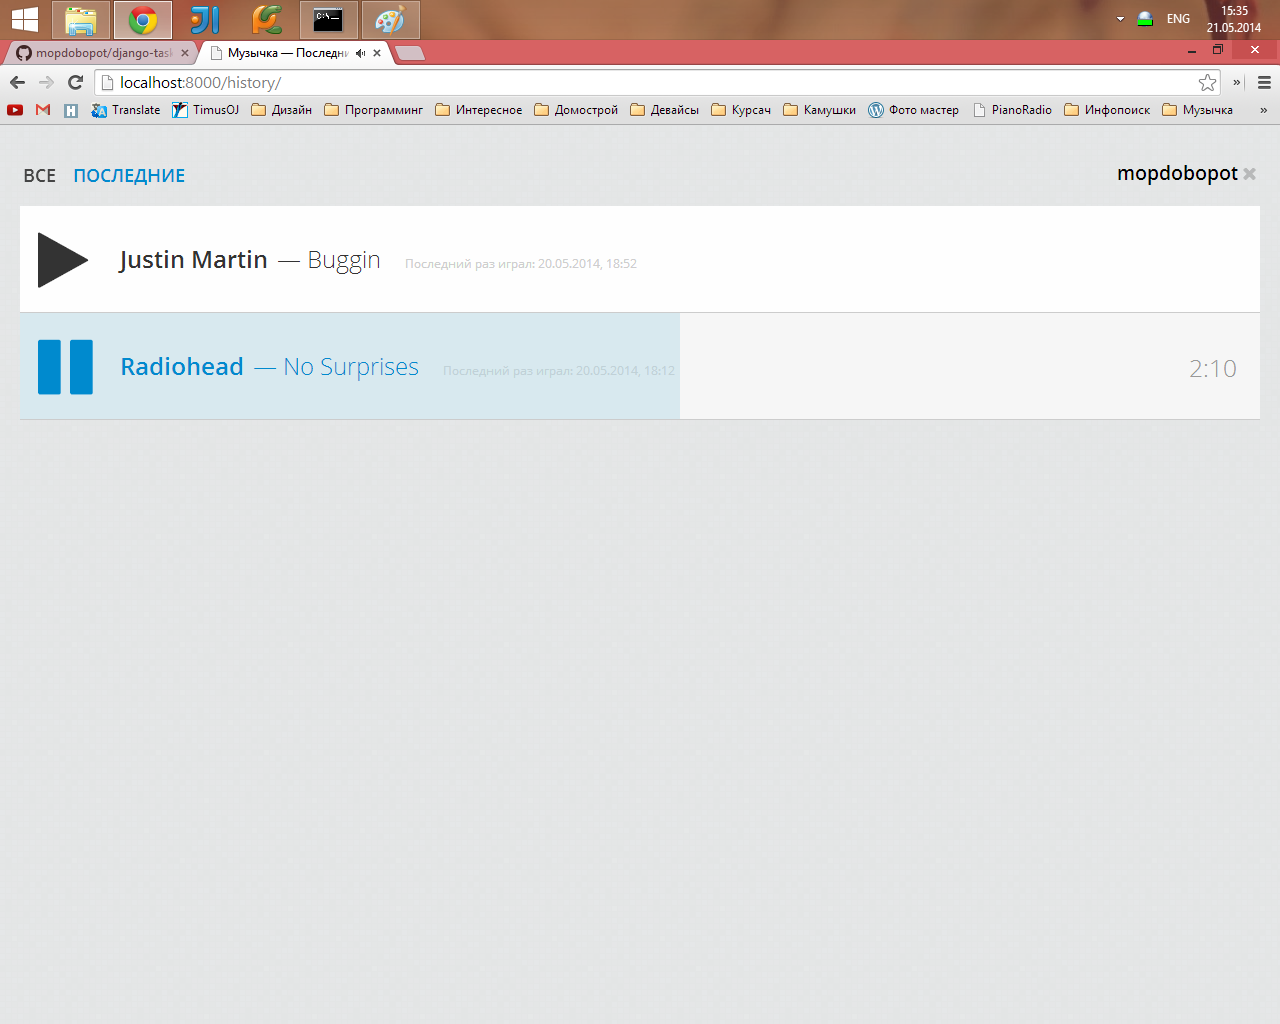 ENG
15:35
21.05.2014
mopdobopot/django-task
Музычка — Последни
localhost:8000/history/
Translate TimusOJ Дизайн Программинг Интересное Домострой Девайсы Курсач Камушки Фото мастер PianoRadio Инфопоиск Музычка »
ВСЕ ПОСЛЕДНИЕ
mopdobopot
Justin Martin — Buggin Последний раз играл: 20.05.2014, 18:52
Radiohead — No Surprises Последний раз играл: 20.05.2014, 18:12
2:10